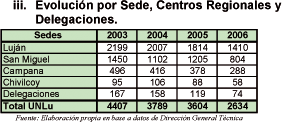 iii. Evolución por Sede, Centros Regionales y
Delegaciones.
Sedes 2003 2004 2005 2006
Luján 2199 2007 1814 1410
San Miguel 1450 1102 1205 804
Campana 496 416 378 288
Chivilcoy 95 106 88 58
Delegaciones 167 158 119 74
Total UNLu 4407 3789 3604 2634
Fuente: Elaboración propia en base a datos de Dirección General Técnica